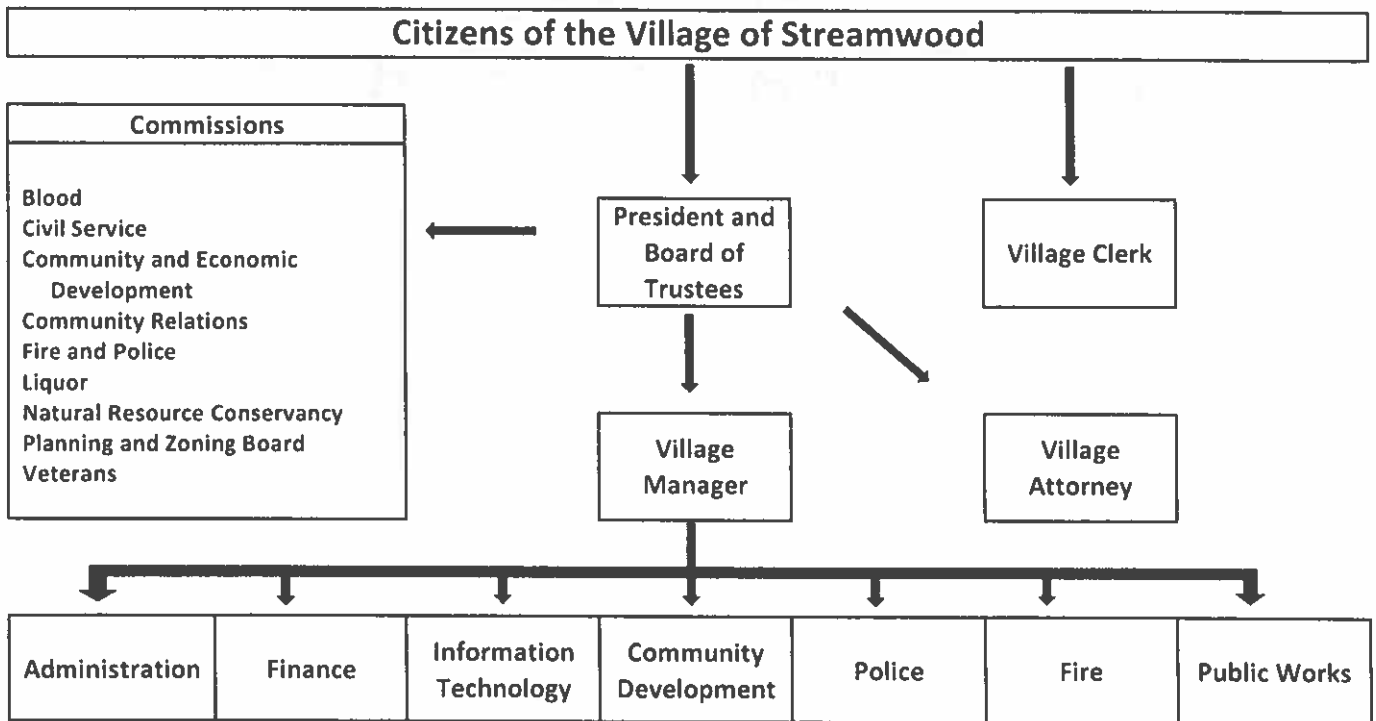 Citizens of the Village of Streamwood
Commissions
Blood
Civil Service
Community and Economic
Development
Community Relations
Fire and Police
Liquor
Natural Resource Conservancy
Planning and Zoning Board
Veterans
President and
Board of
Trustees
Village Clerk
Village
Manager
Village
Attorney
Administration
Finance
Information
Technology
Community
Development
Police
Fire
Public Works